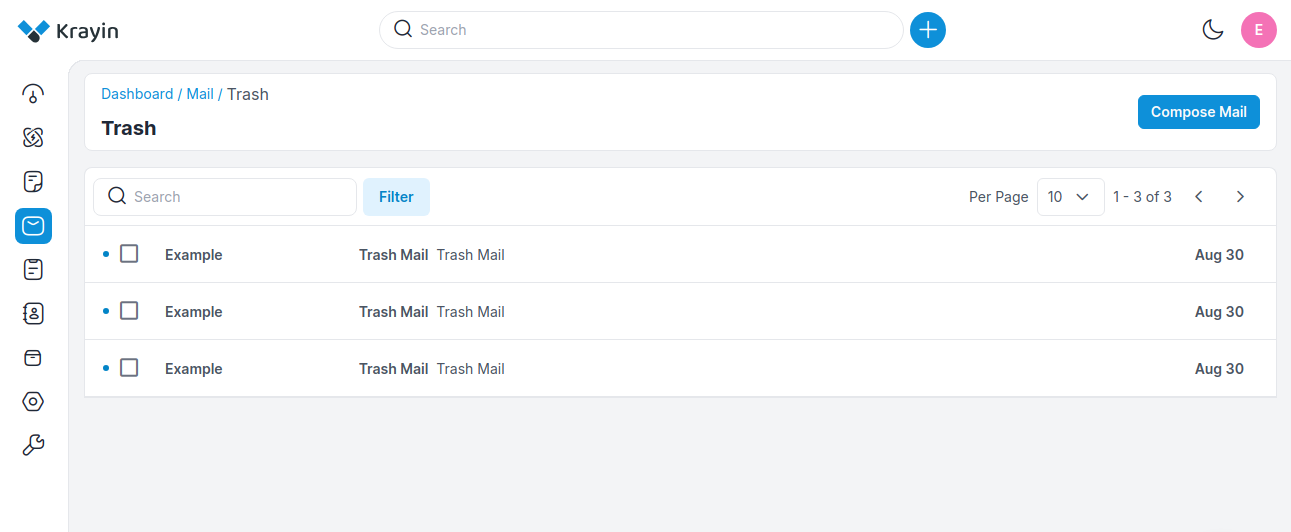 Krayin
Search
E
Dashboard / Mail / Trash
Trash
Compose Mail
Search
Filter
Per Page 10 1 - 3 of 3
Example Trash Mail Trash Mail Aug 30
Example Trash Mail Trash Mail Aug 30
Example Trash Mail Trash Mail Aug 30